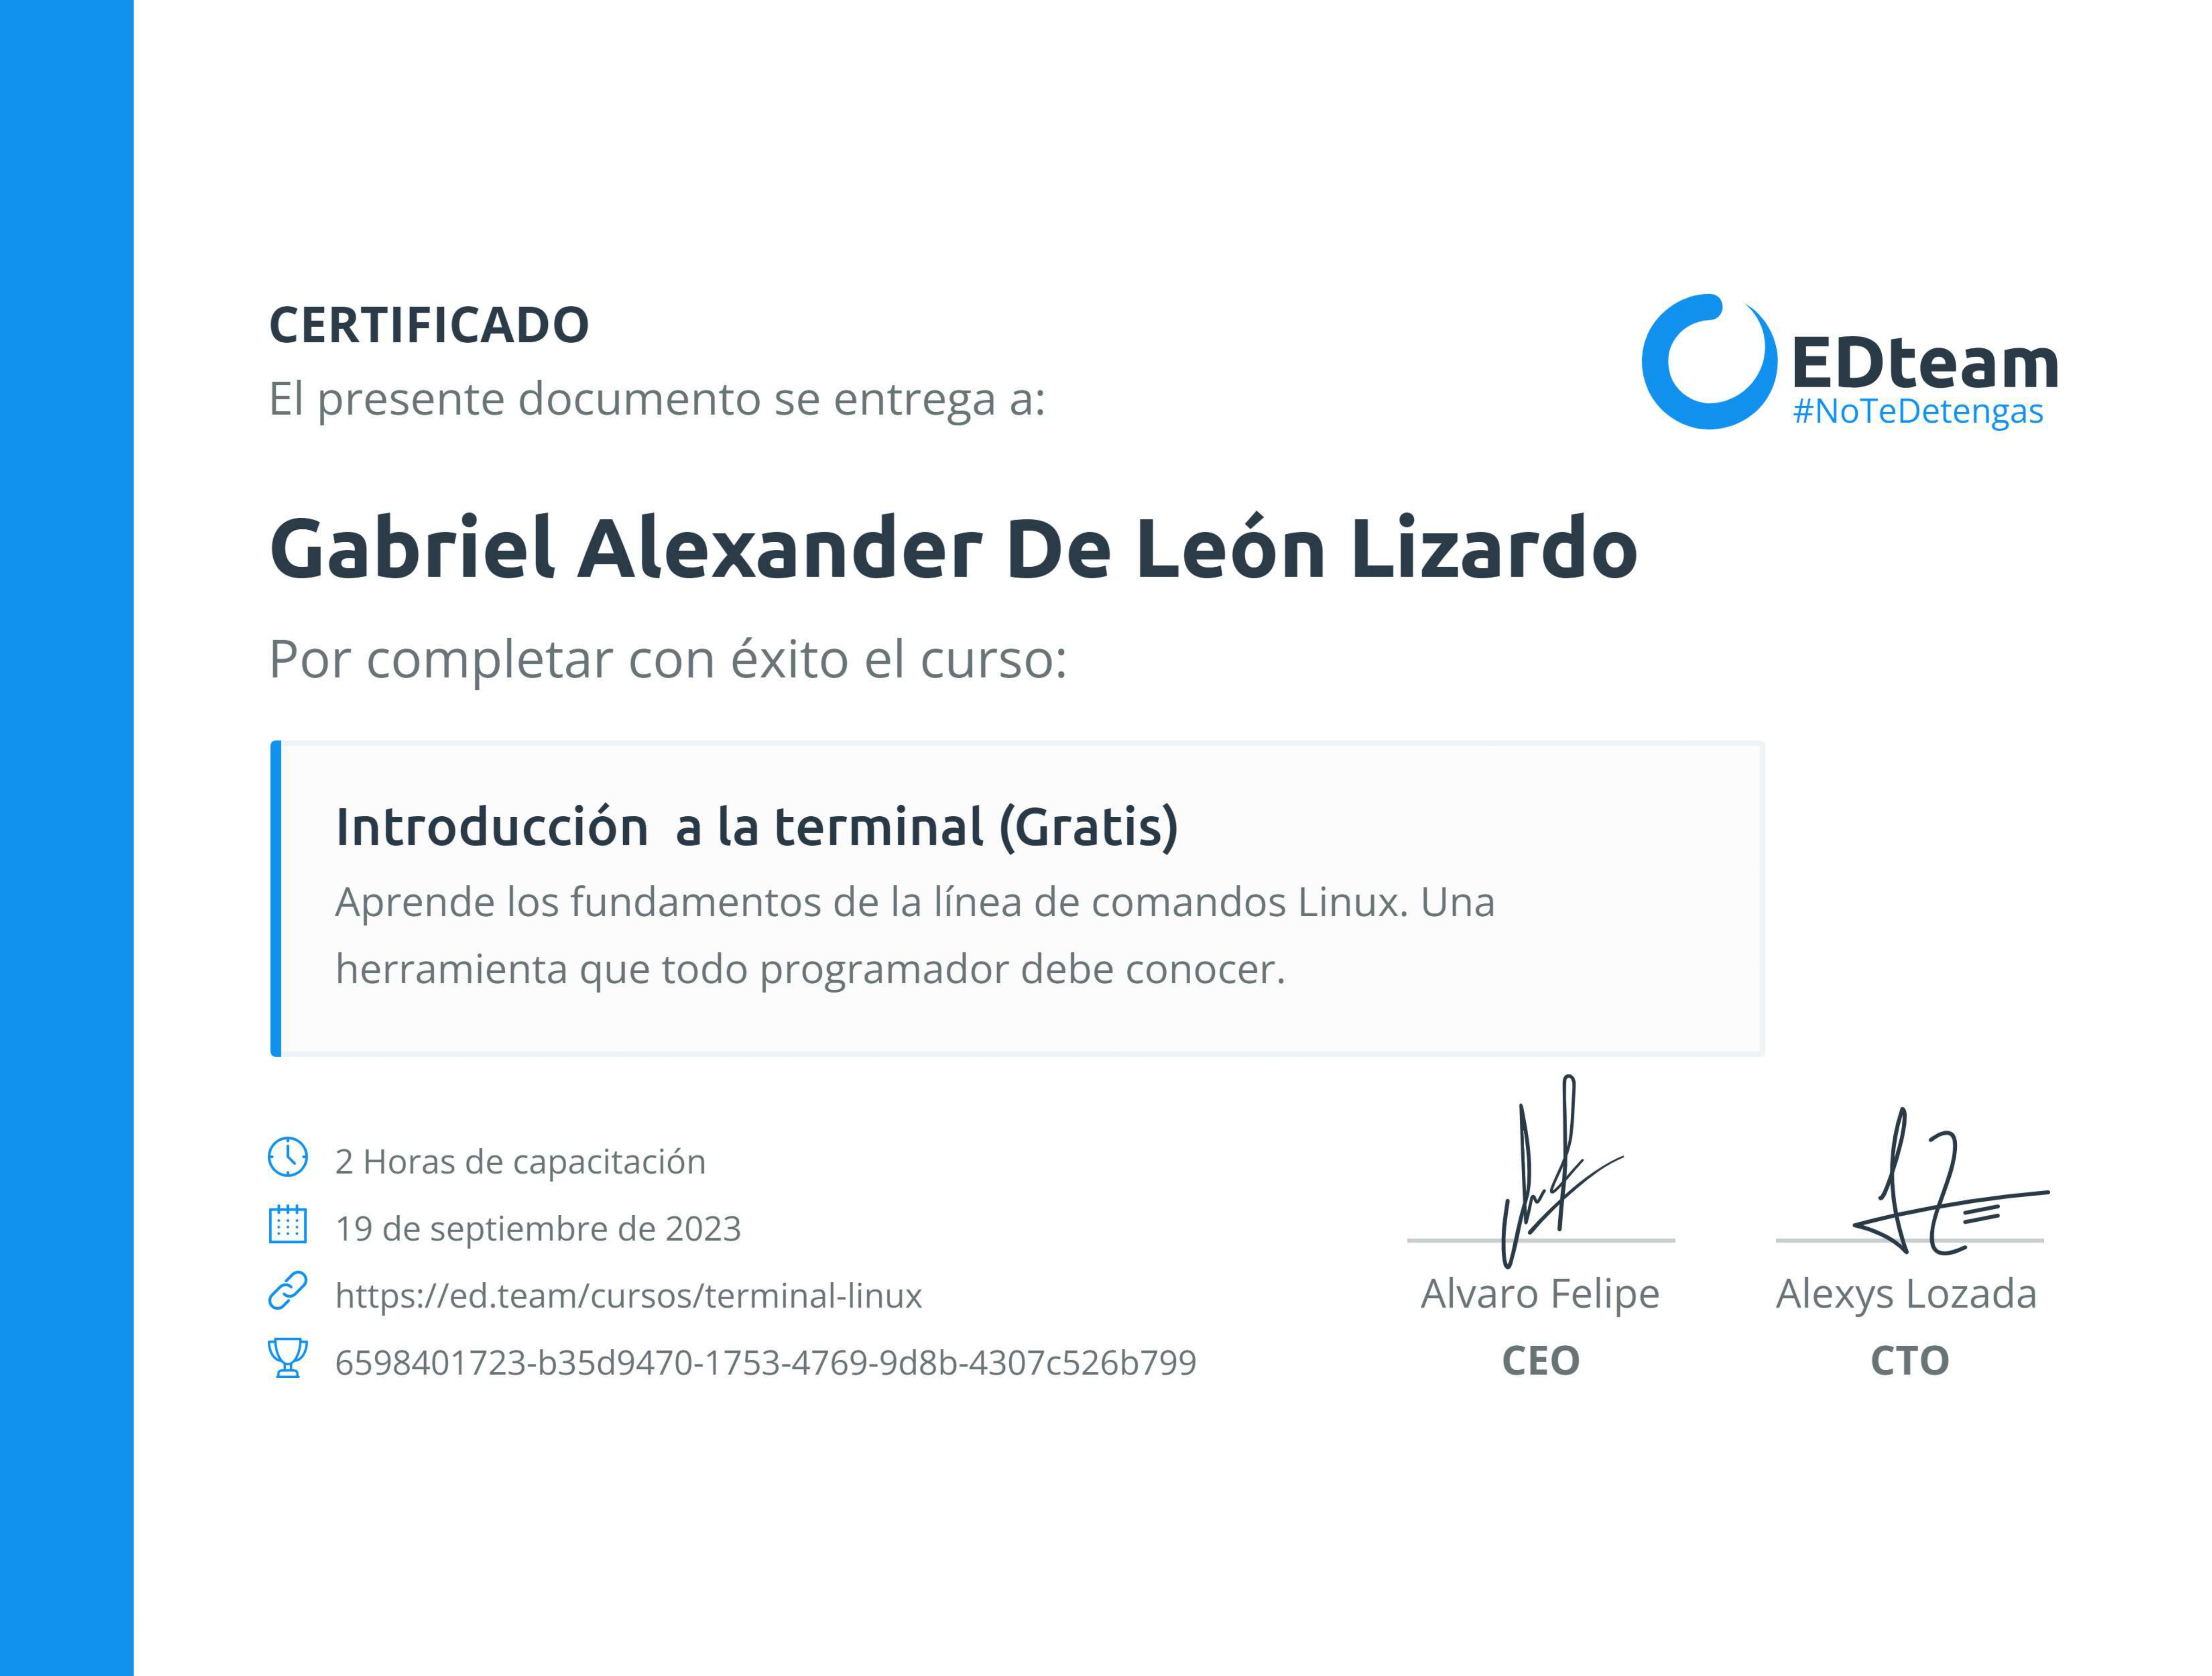 CERTIFICADO
El presente documento se entrega a:
EDteam
#NoTeDetengas
Gabriel Alexander De León Lizardo
Por completar con éxito el curso:
Introducción  a la terminal (Gratis)
Aprende los fundamentos de la línea de comandos Linux. Una
herramienta que todo programador debe conocer.
2 Horas de capacitación
19 de septiembre de 2023
https://ed.team/cursos/terminal-linux
6598401723-b35d9470-1753-4769-9d8b-4307c526b799
Alvaro Felipe
CEO
Alexys Lozada
CTO